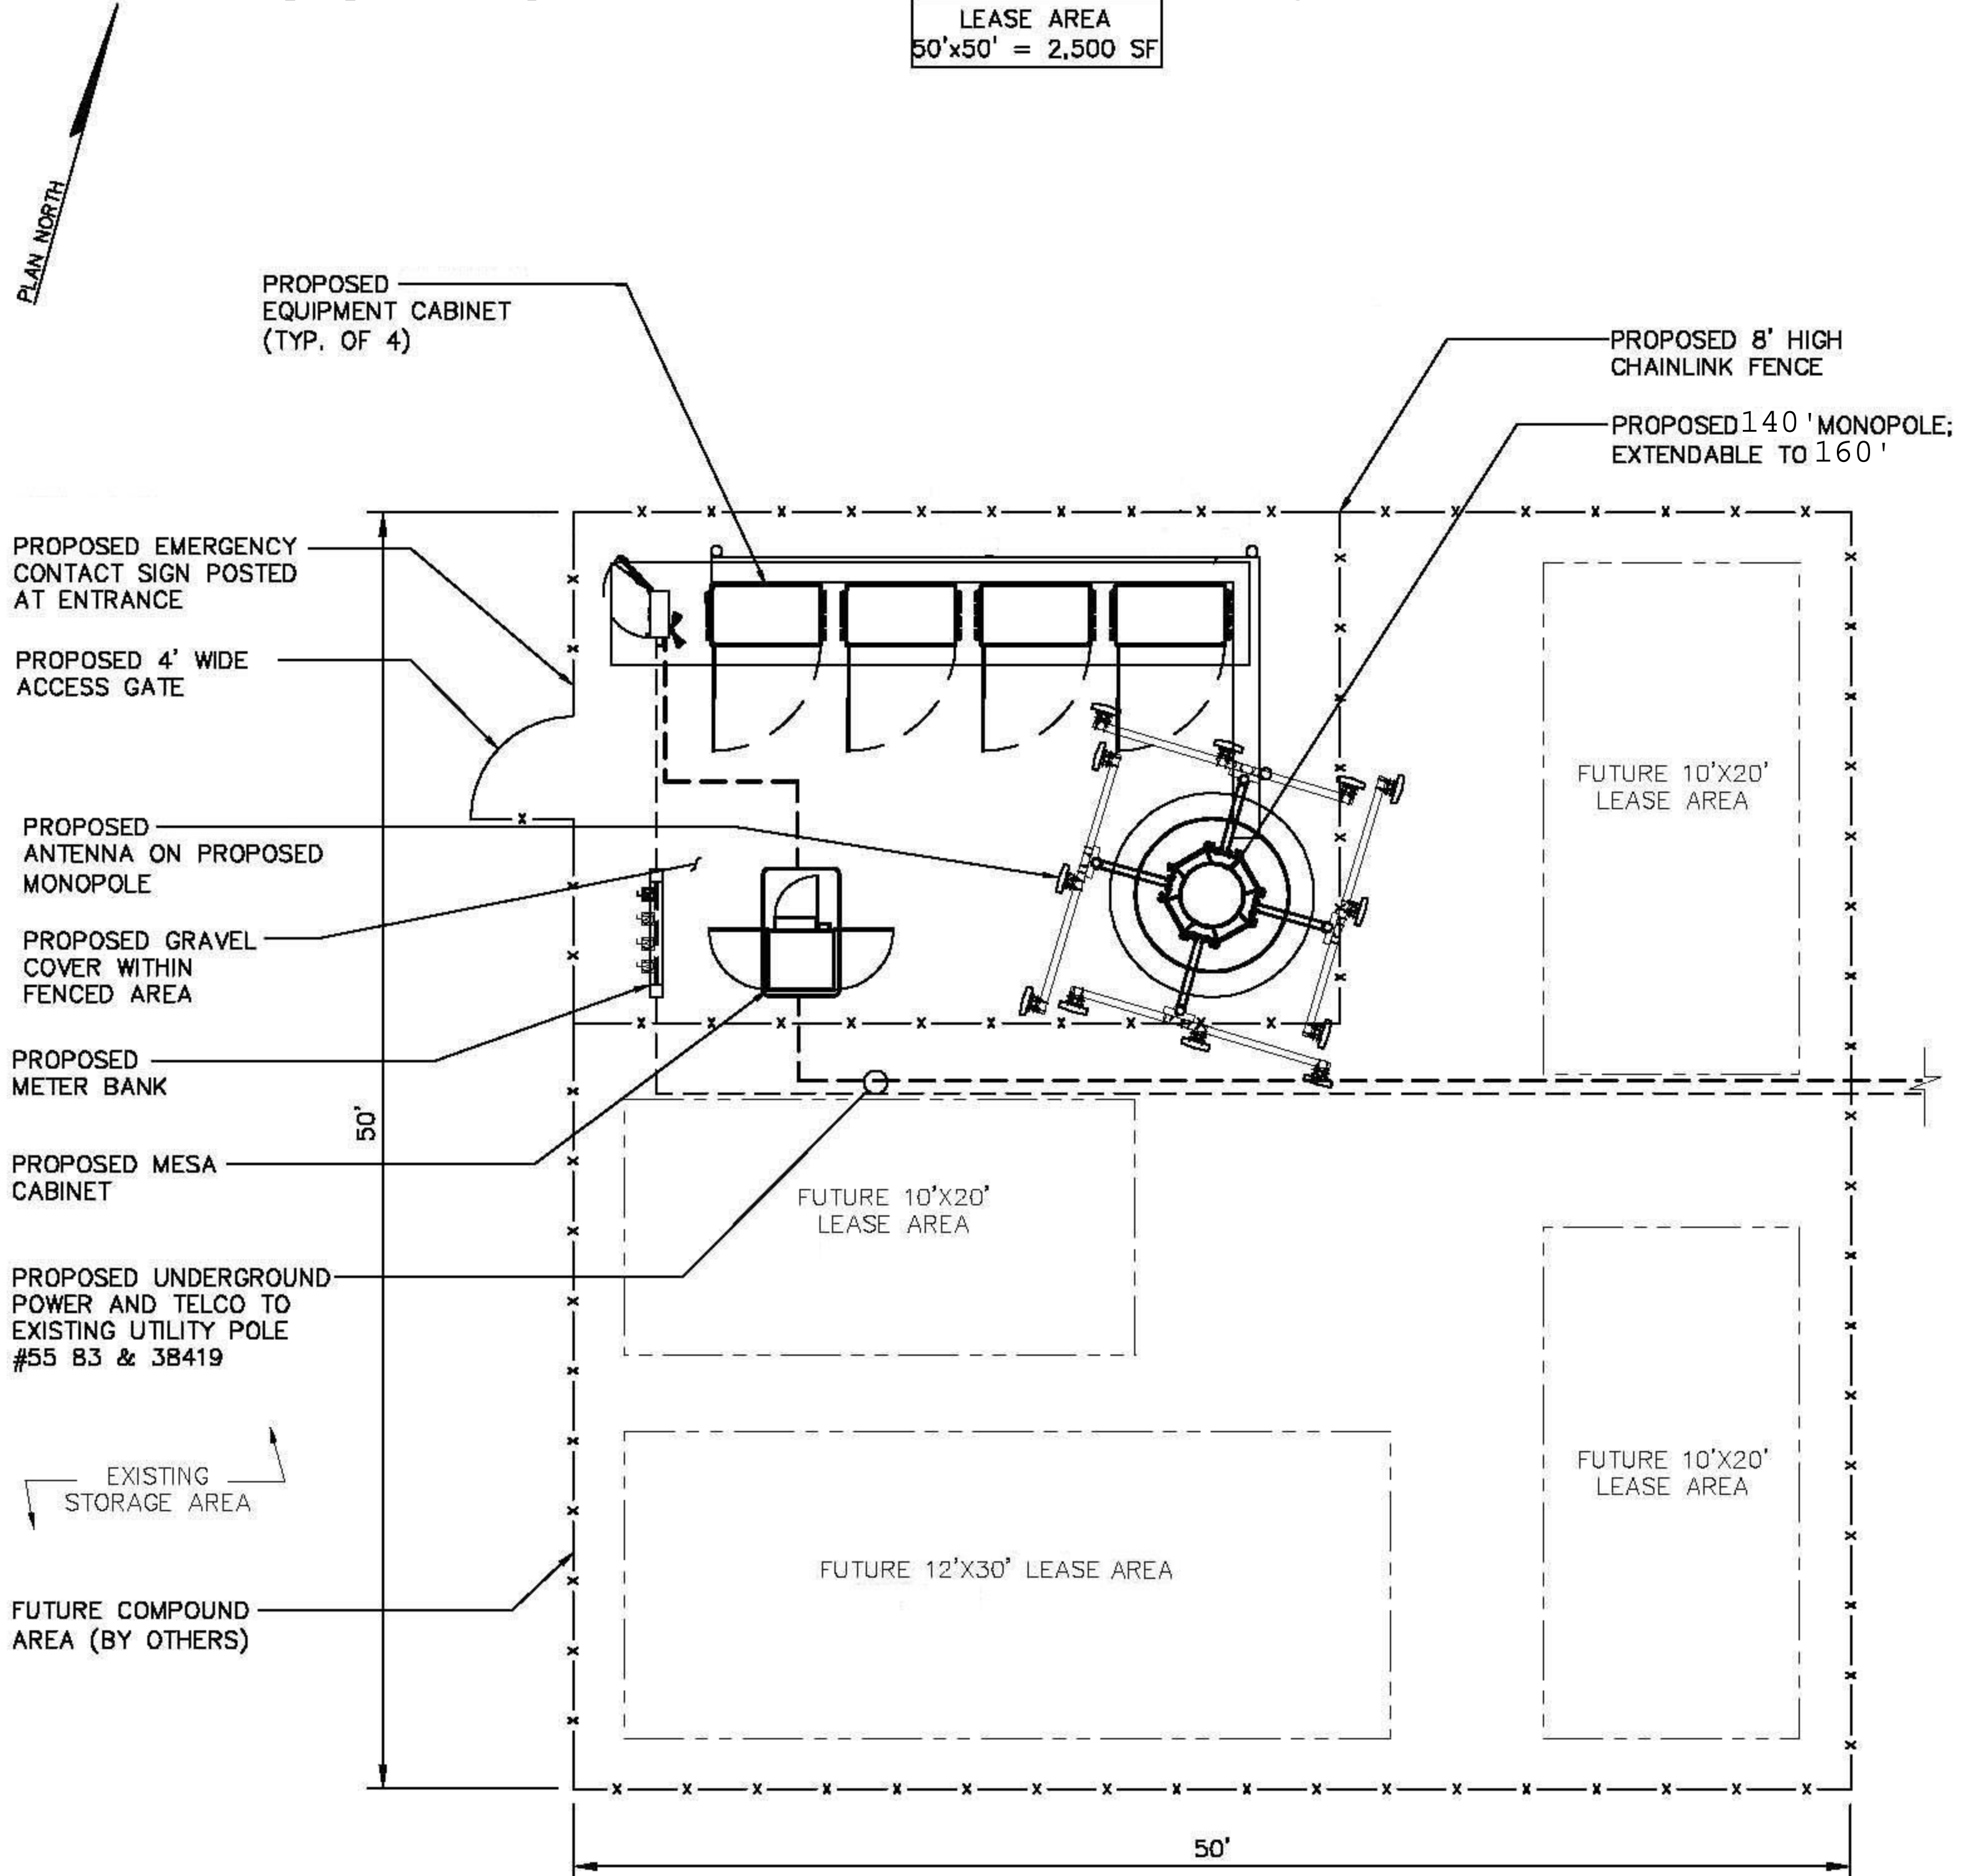 LEASE AREA
50'x50' = 2,500 SF
PLAN NORTH
PROPOSED
EQUIPMENT CABINET
(TYP. OF 4)
PROPOSED 8' HIGH
CHAINLINK FENCE
PROPOSED 140' MONOPOLE;
EXTENDABLE TO 160'
PROPOSED EMERGENCY
CONTACT SIGN POSTED
AT ENTRANCE
PROPOSED 4' WIDE
ACCESS GATE
FUTURE 10'X20'
LEASE AREA
PROPOSED
ANTENNA ON PROPOSED
MONOPOLE
PROPOSED GRAVEL
COVER WITHIN
FENCED AREA
PROPOSED
METER BANK
50'
PROPOSED MESA
CABINET
FUTURE 10'X20'
LEASE AREA
PROPOSED UNDERGROUND
POWER AND TELCO TO
EXISTING UTILITY POLE
#55 83 & 38419
EXISTING
STORAGE AREA
FUTURE 10'X20'
LEASE AREA
FUTURE 12'X30' LEASE AREA
FUTURE COMPOUND
AREA (BY OTHERS)
50'